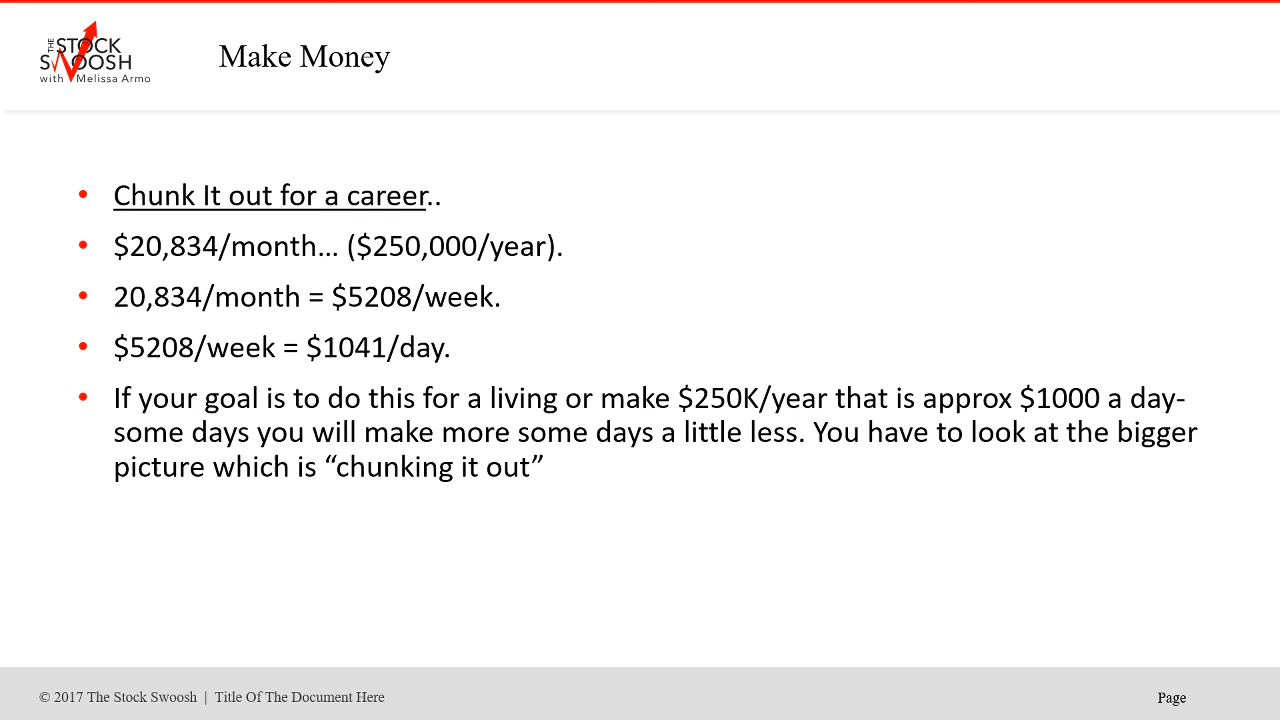 THE STOCK
SWOOSH
with Melissa Armo
Make Money
• Chunk It out for a career..
• $20,834/month… ($250,000/year).
• 20,834/month = $5208/week.
• $5208/week = $1041/day.
• If your goal is to do this for a living or make $250K/year that is approx $1000 a day-
some days you will make more some days a little less. You have to look at the bigger
picture which is “chunking it out”
© 2017 The Stock Swoosh | Title Of The Document Here
Page